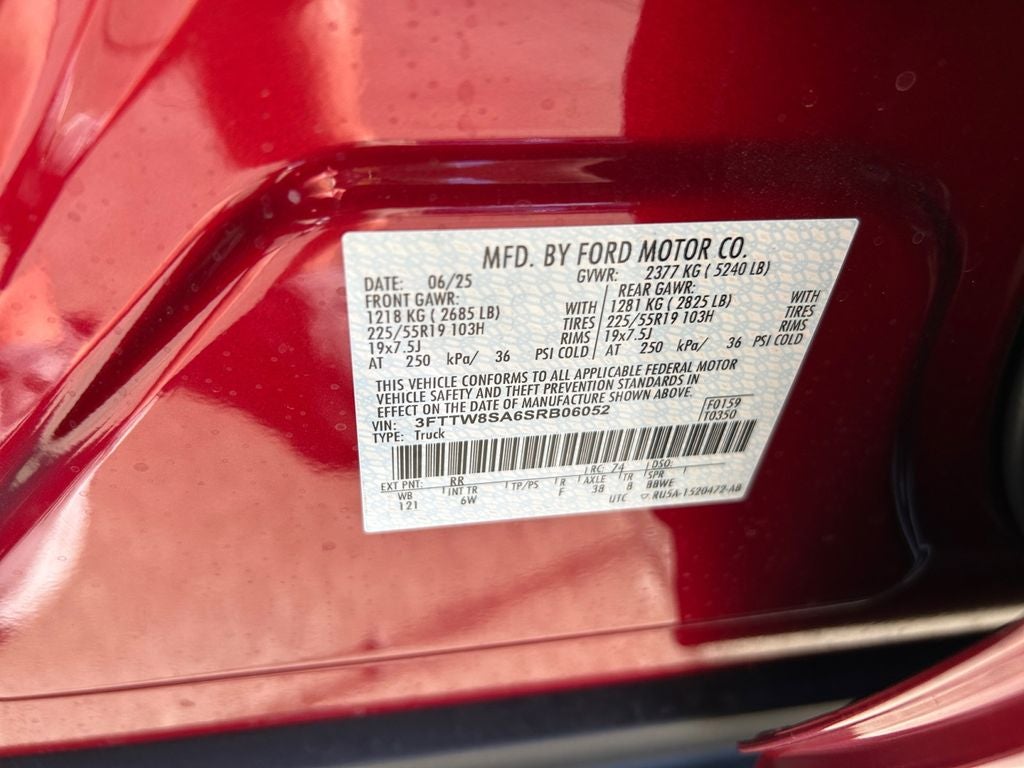 MFD. BY FORD MOTOR CO.
DATE: 06/25 GVWR: 2377 KG ( 5240 LB)
FRONT GAWR: REAR GAWR:
1218 KG ( 2685 LB) WITH 1281 KG ( 2825 LB) WITH
225/55R19 103H TIRES 225/55R19 103H TIRES
19x7.5J RIMS 19x7.5J RIMS
AT 250 kPa/ 36 PSI COLD AT 250 kPa/ 36 PSI COLD
THIS VEHICLE CONFORMS TO ALL APPLICABLE FEDERAL MOTOR
VEHICLE SAFETY AND THEFT PREVENTION STANDARDS IN
EFFECT ON THE DATE OF MANUFACTURE SHOWN ABOVE.
VIN: 3FTTW8SA6SRB06052 F0159
TYPE: Truck T0350
EXT PNT: RR RC: 74 DSO:
WB INT TR TP/PS R AXLE TR SPR
121 6W F 38 8 BBWE
UTC RU5A-1520472-AB